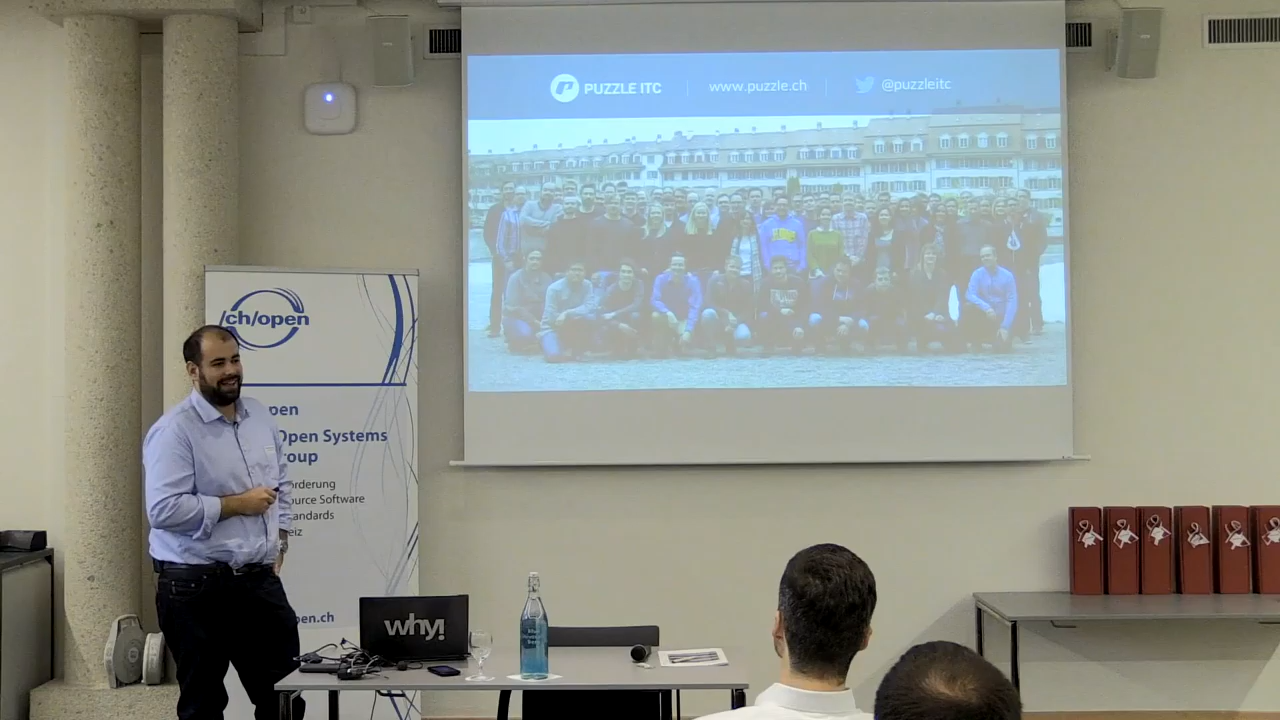 PUZZLE ITC
www.puzzle.ch
@puzzleitc
/ch/open
pen
Open Systems
roup
örderung
ource Software
andards
eiz
pen.ch
why!